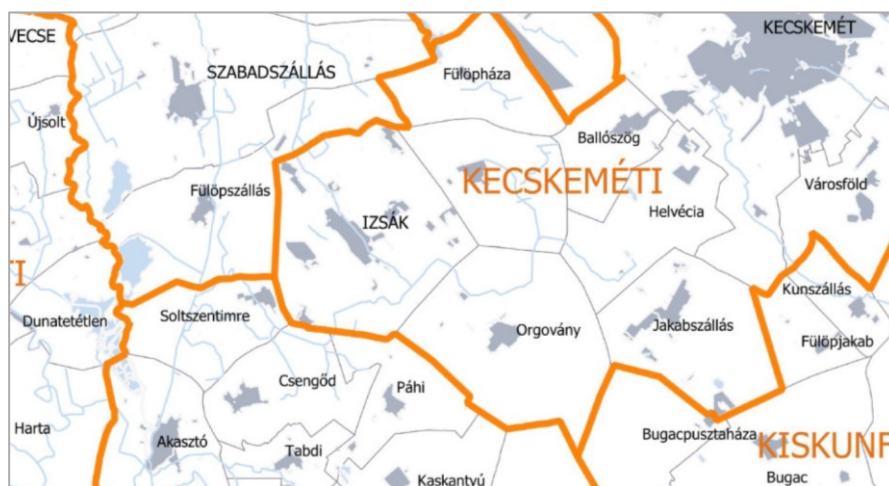 VECSE
KECSKEMÉT
SZABADSZÁLLÁS
Fülöpháza
Újsolt
Ballószög
Fülöpszállás
KECSKEMÉTI
Városföld
IZSÁK
Helvécia
I
Kunszállás
Dunatetétlen
Soltszentimre
Orgovány
Jakabszállás
Fülöpjakab
Csengőd
Páhi
Harta
Akasztó
Bugacpusztaháza
KISKUNF
Tabdi
Kaskantyú
Bugac